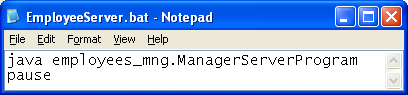 EmployeeServer.bat - Notepad
File Edit Format View Help
java employees_mng.ManagerServerProgram
pause